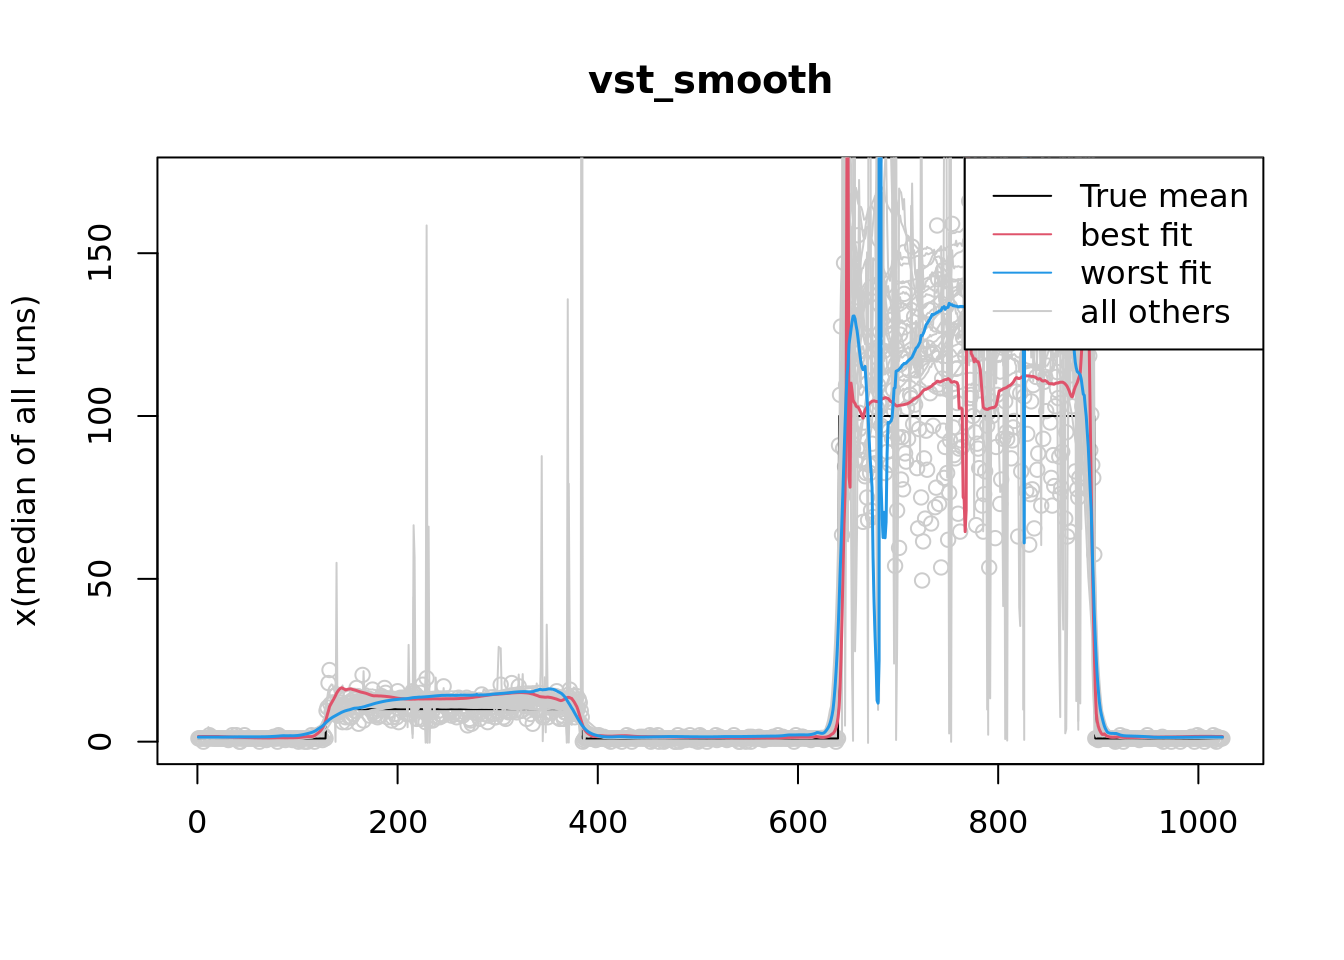 vst_smooth
x(median of all runs)
150
100
50
0
True mean
best fit
worst fit
all others
0 200 400 600 800 1000